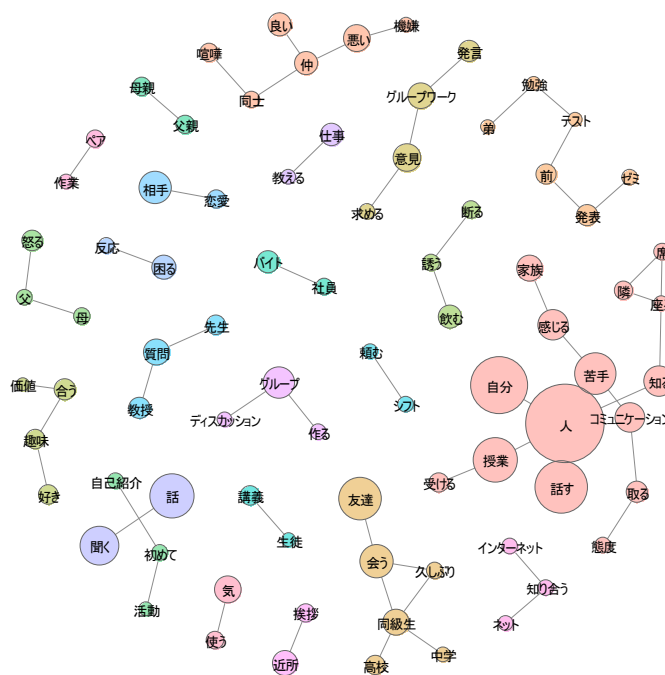 良い
悪い
機嫌
喧嘩
仲
同士
発言
グループワーク
意見
求める
勉強
弟
テスト
前
発表
ゼミ
母親
父親
仕事
教える
ペア
作業
相手
恋愛
断る
誘う
飲む
怒る
父
母
反応
困る
バイト
社員
家族
感じる
席
隣
座る
先生
質問
教授
頼む
シフト
グループ
ディスカッション
作る
苦手
知る
自分
人
コミュニケーション
授業
受ける
話す
取る
態度
価値
合う
趣味
好き
自己紹介
話
聞く
初めて
活動
講義
生徒
友達
会う
久しぶり
同級生
高校
中学
インターネット
知り合う
ネット
気
使う
挨拶
近所